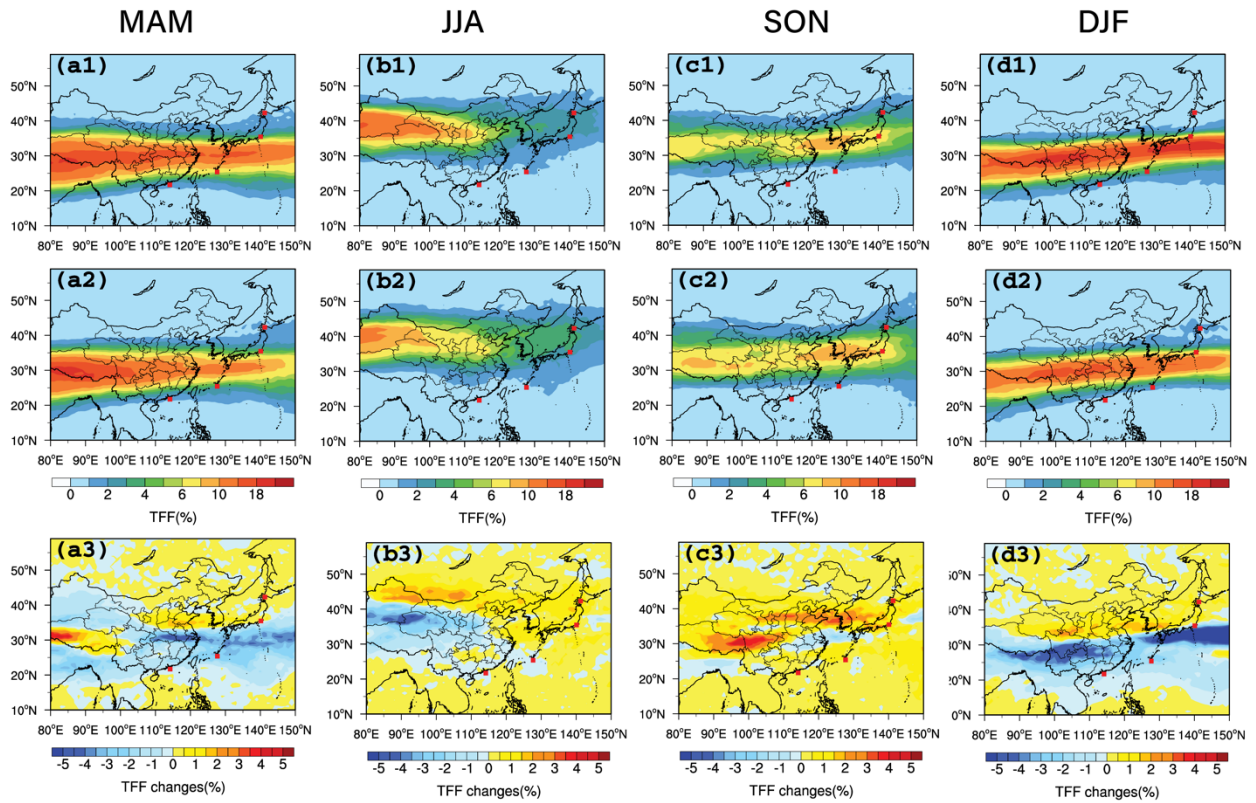 MAM JJA SON DJF
(a1) (b1) (c1) (d1)
50°N 50°N 50°N 50°N
40°N 40°N 40°N 40°N
30°N 30°N 30°N 30°N
20°N 20°N 20°N 20°N
10°N 10°N 10°N 10°N
80°E 90°E 100°E 110°E 120°E 130°E 140°E 150°N 80°E 90°E 100°E 110°E 120°E 130°E 140°E 150°N 80°E 90°E 100°E 110°E 120°E 130°E 140°E 150°N 80°E 90°E 100°E 110°E 120°E 130°E 140°E 150°N
(a2) (b2) (c2) (d2)
50°N 50°N 50°N 50°N
40°N 40°N 40°N 40°N
30°N 30°N 30°N 30°N
20°N 20°N 20°N 20°N
10°N 10°N 10°N 10°N
80°E 90°E 100°E 110°E 120°E 130°E 140°E 150°N 80°E 90°E 100°E 110°E 120°E 130°E 140°E 150°N 80°E 90°E 100°E 110°E 120°E 130°E 140°E 150°N 80°E 90°E 100°E 110°E 120°E 130°E 140°E 150°N
0 2 4 6 10 18 0 2 4 6 10 18 0 2 4 6 10 18 0 2 4 6 10 18
TFF(%) TFF(%) TFF(%) TFF(%)
(a3) (b3) (c3) (d3)
50°N 50°N 50°N 50°N
40°N 40°N 40°N 40°N
30°N 30°N 30°N 30°N
20°N 20°N 20°N 20°N
10°N 10°N 10°N 0°N
80°E 90°E 100°E 110°E 120°E 130°E 140°E 150°N 80°E 90°E 100°E 110°E 120°E 130°E 140°E 150°N 80°E 90°E 100°E 110°E 120°E 130°E 140°E 150°N 80°E 90°E 100°E 110°E 120°E 130°E 140°E 150°N
-5 -4 -3 -2 -1 0 1 2 3 4 5 -5 -4 -3 -2 -1 0 1 2 3 4 5 -5 -4 -3 -2 -1 0 1 2 3 4 5 -5 -4 -3 -2 -1 0 1 2 3 4 5
TFF changes(%) TFF changes(%) TFF changes(%) TFF changes(%)